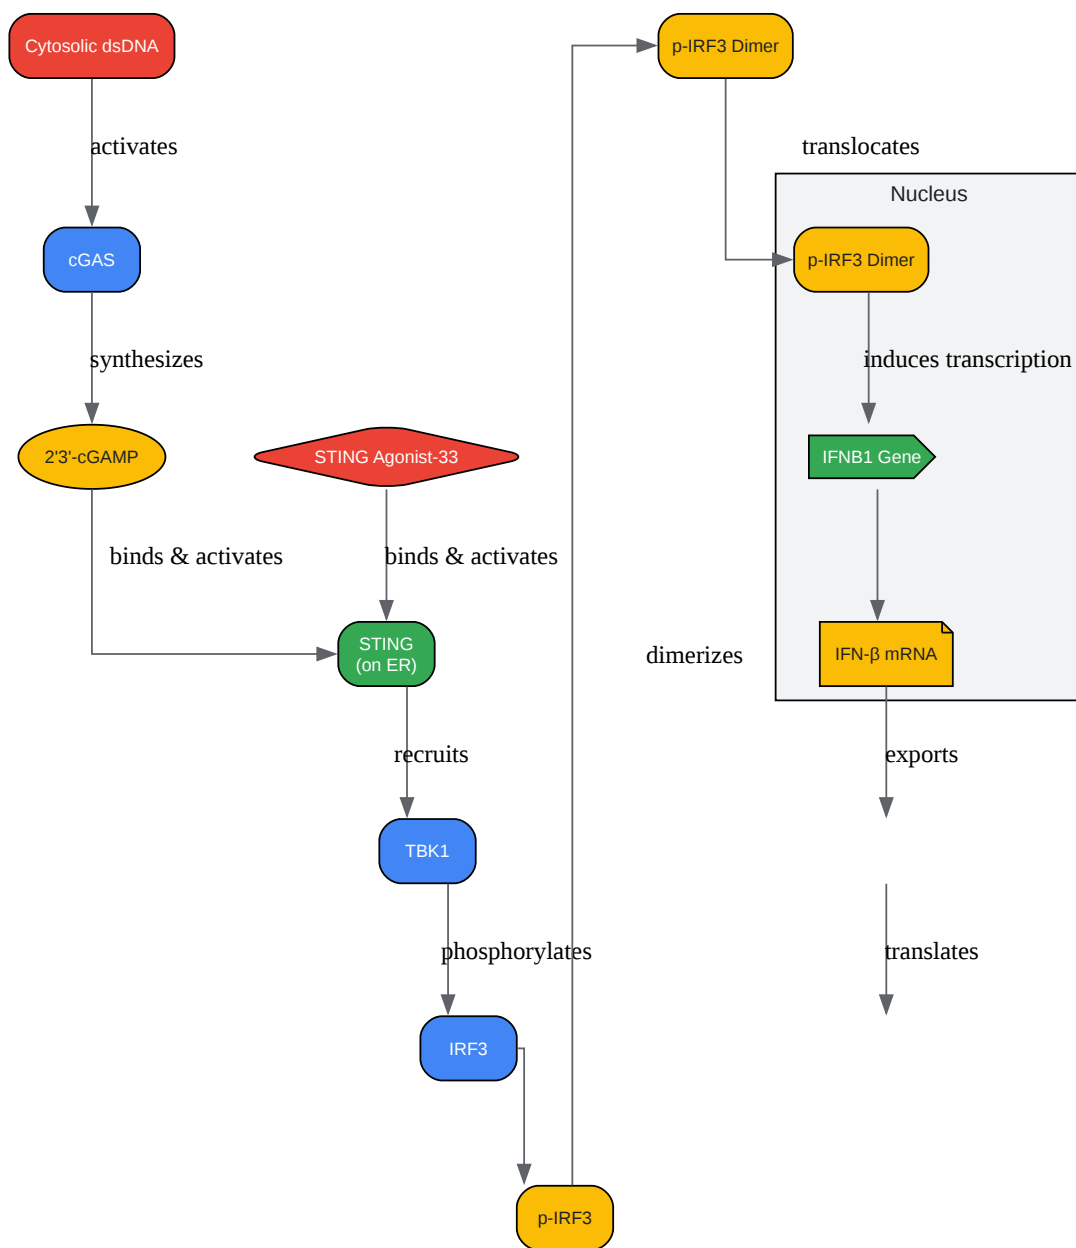 Cytosolic dsDNA
activates
cGAS
synthesizes
2'3'-cGAMP
binds & activates
STING Agonist-33
binds & activates
STING
(on ER)
recruits
TBK1
phosphorylates
IRF3
p-IRF3
dimerizes
p-IRF3 Dimer
translocates
Nucleus
p-IRF3 Dimer
induces transcription
IFNB1 Gene
IFN-β mRNA
exports
translates